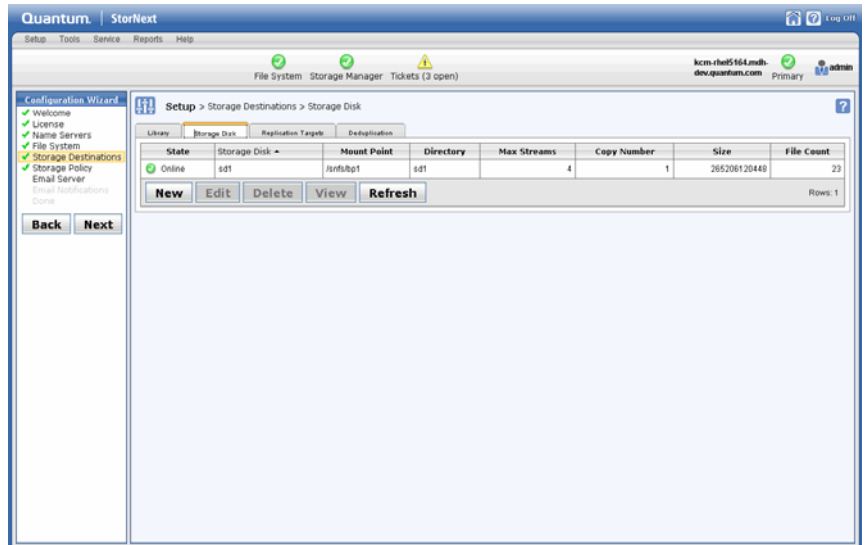 Quantum. | StorNext
Log Off
Setup Tools Service Reports Help
File System Storage Manager Tickets (3 open)
kcm-rhel5164.mdh-
dev.quantum.com
Primary
admin
Configuration Wizard
Welcome
License
Name Servers
File System
Storage Destinations
Storage Policy
Email Server
Email Notifications
Done
Back Next
Setup > Storage Destinations > Storage Disk
?
Library Storage Disk Replication Targets Deduplication
State Storage Disk Mount Point Directory Max Streams Copy Number Size File Count
Online sd1 /snfs/bp1 sd1 4 1 265206120448 23
New Edit Delete View Refresh
Rows: 1